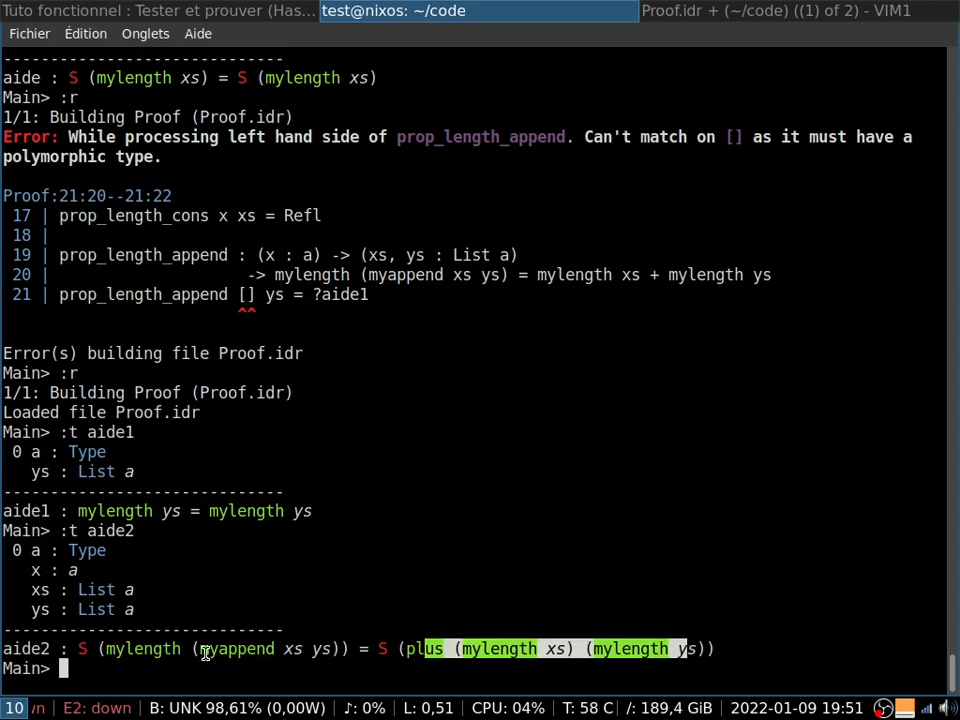 Tuto fonctionnel : Tester et prouver (Has... test@nixos: ~/code Proof.idr + (~/code) ((1) of 2) - VIM1
Fichier Édition Onglets Aide
-----------------------------
aide : S (mylength xs) = S (mylength xs)
Main> :r
1/1: Building Proof (Proof.idr)
Error: While processing left hand side of prop_length_append. Can't match on [] as it must have a
polymorphic type.
Proof:21:20--21:22
17 | prop_length_cons x xs = Refl
18 |
19 | prop_length_append : (x : a) -> (xs, ys : List a)
20 | -> mylength (myappend xs ys) = mylength xs + mylength ys
21 | prop_length_append [] ys = ?aide1
^^
Error(s) building file Proof.idr
Main> :r
1/1: Building Proof (Proof.idr)
Loaded file Proof.idr
Main> :t aide1
0 a : Type
ys : List a
-----------------------------
aide1 : mylength ys = mylength ys
Main> :t aide2
0 a : Type
x : a
xs : List a
ys : List a
-----------------------------
aide2 : S (mylength (myappend xs ys)) = S (plus (mylength xs) (mylength ys))
Main>
10 E2: down | B: UNK 98,61% (0,00W) | ♪: 0% | L: 0,51 | CPU: 04% | T: 58 C | /: 189,4 GiB | 2022-01-09 19:51